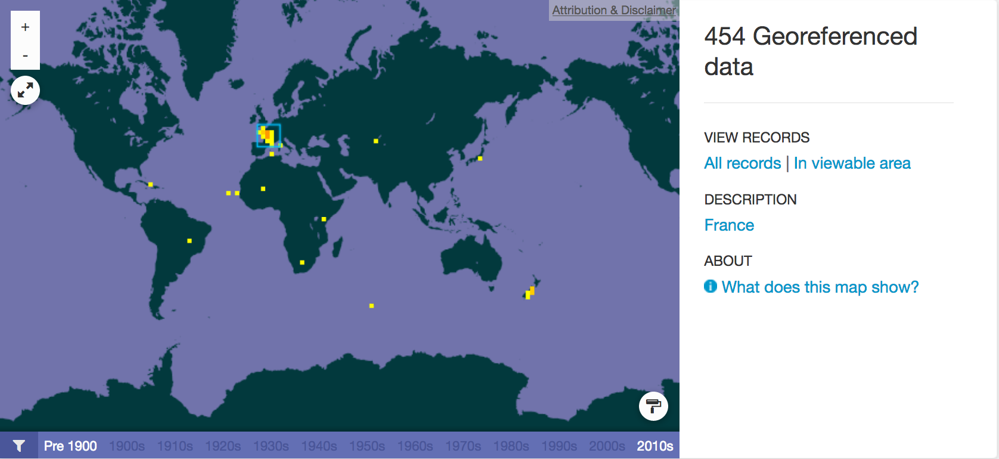 +
-
Attribution & Disclaimer
454 Georeferenced
data
VIEW RECORDS
All records | In viewable area
DESCRIPTION
France
ABOUT
i What does this map show?
Pre 1900 1900s 1910s 1920s 1930s 1940s 1950s 1960s 1970s 1980s 1990s 2000s 2010s